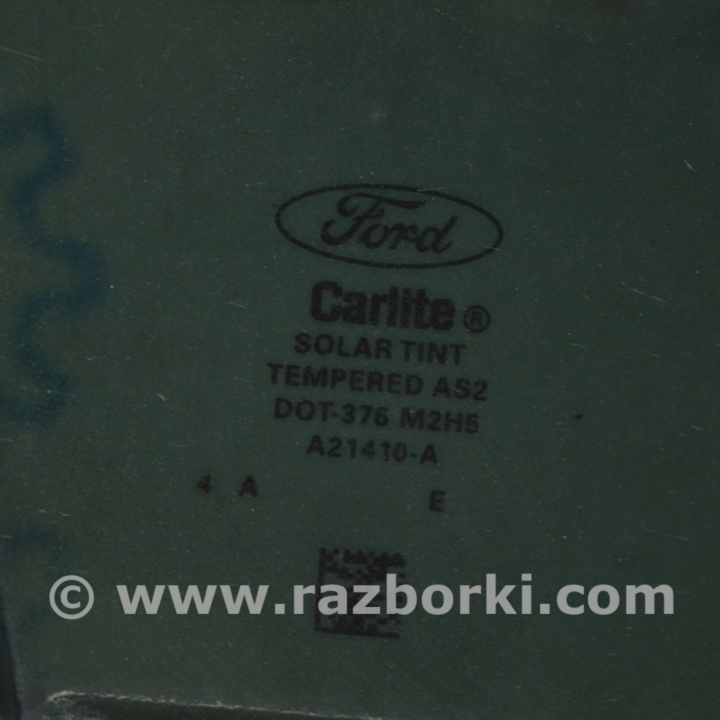 Ford
Carlite®
SOLAR TINT
TEMPERED AS2
DOT-376 M2H5
A21410-A
4 A E
© www.razborki.com